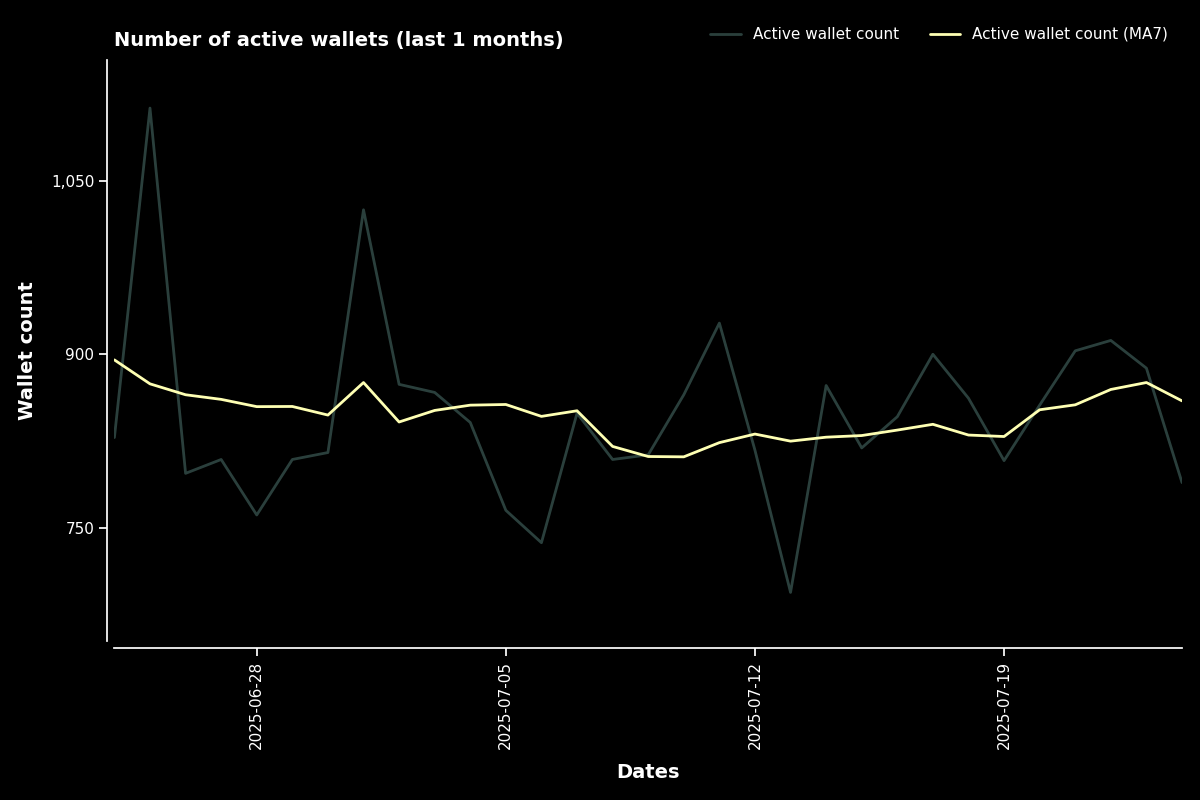 Number of active wallets (last 1 months)
Active wallet count
Active wallet count (MA7)
Wallet count
1,050
900
750
2025-06-28
2025-07-05
2025-07-12
2025-07-19
Dates